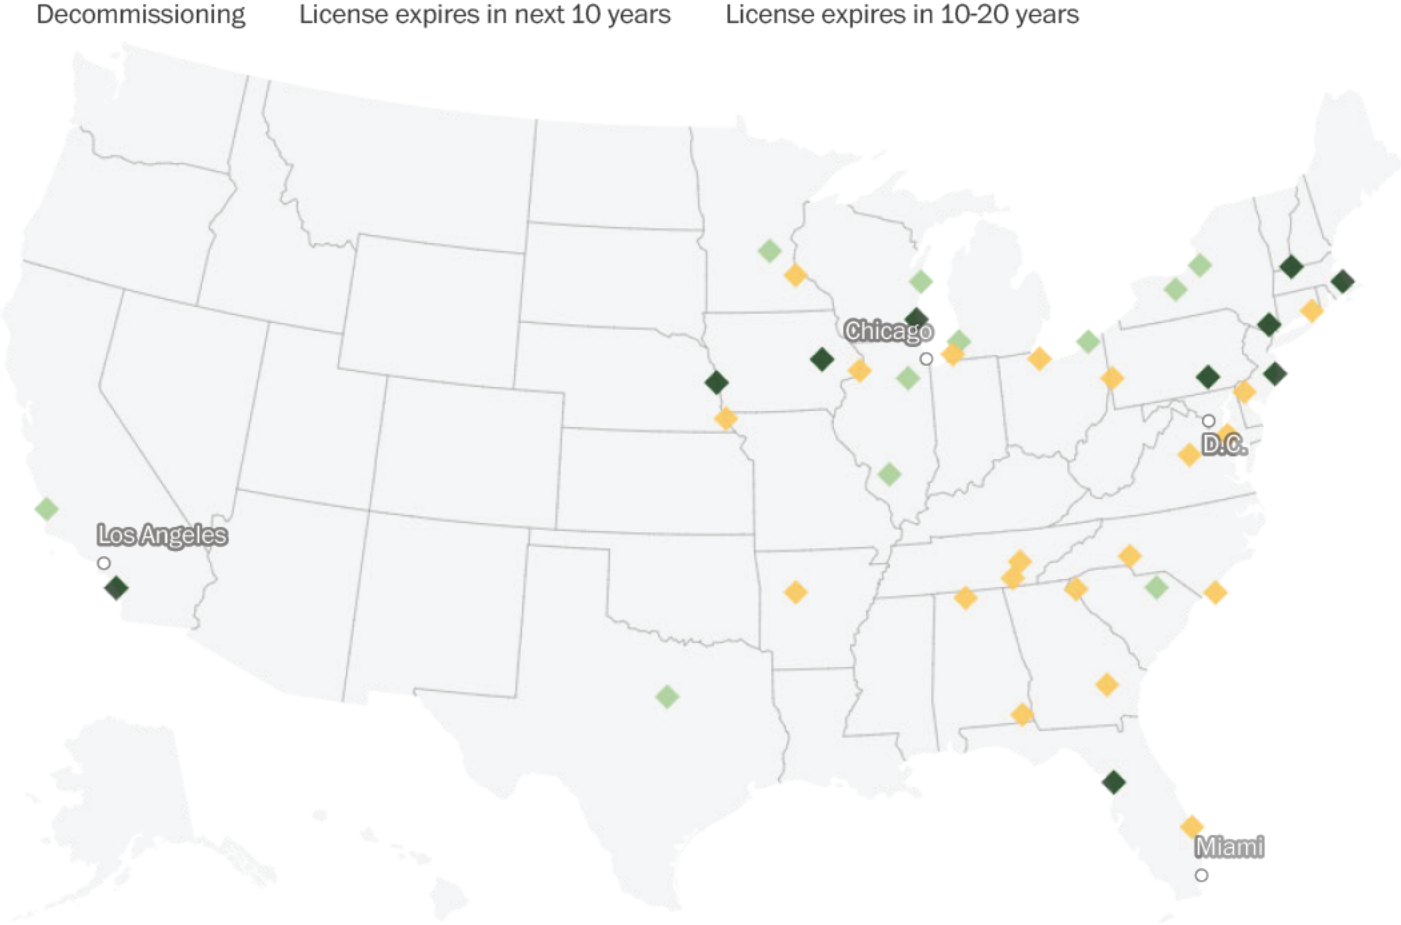 Decommissioning License expires in next 10 years License expires in 10-20 years
Chicago
D.C.
Los Angeles
Miami